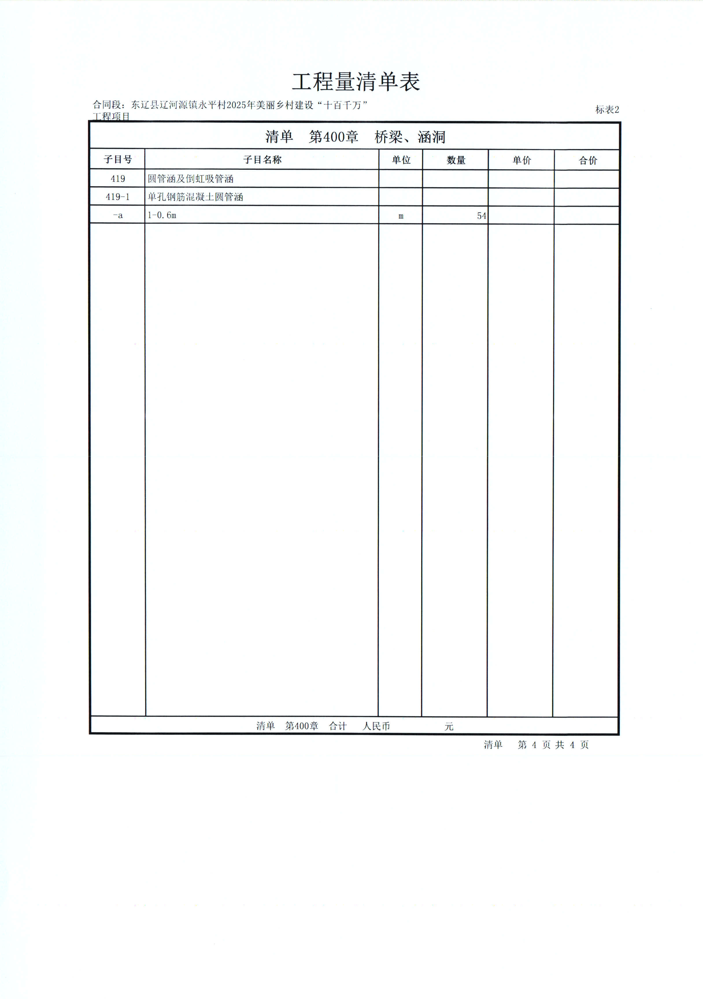 工程量清单表
合同段：东辽县辽河源镇永平村2025年美丽乡村建设“十百千万”
工程项目
标表2
清单 第400章 桥梁、涵洞
子目号 子目名称 单位 数量 单价 合价
419 圆管涵及倒虹吸管涵
419-1 单孔钢筋混凝土圆管涵
-a 1-0.6m m 54
清单 第400章 合计 人民币 元
清单 第 4 页 共 4 页